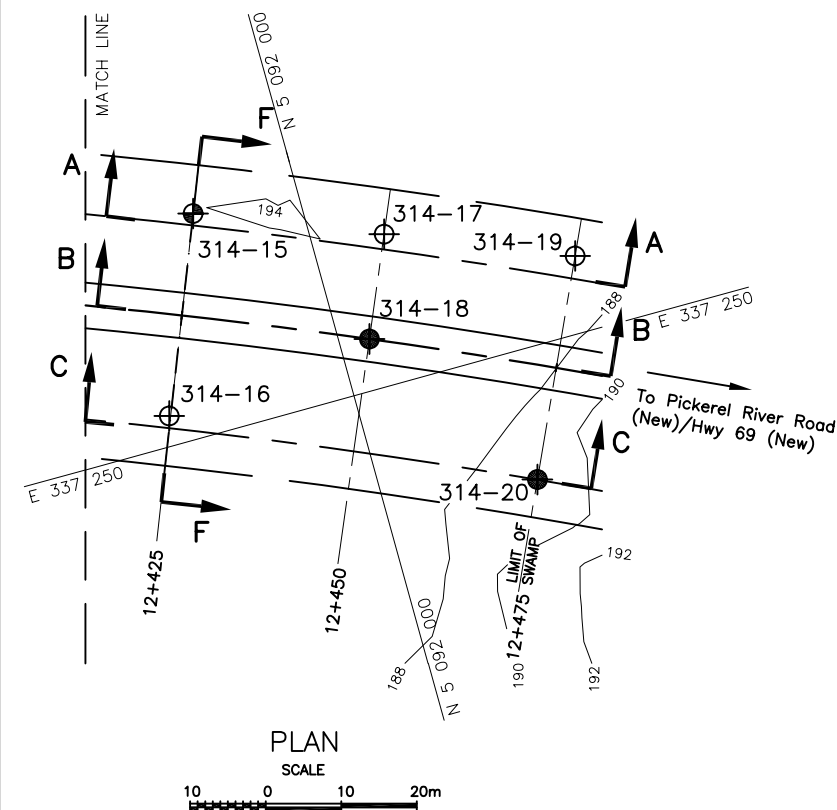 MATCH LINE
N 5 092 000
F
A
194
314-17
314-15
314-19
A
B
188
E 337 250
314-18
B
C
190
To Pickerel River Road
(New)/Hwy 69 (New)
314-16
C
E 337 250
314-20
F
LIMIT OF
SWAMP
192
12+425
12+450
12+475
N 5 092 000
188
190
192
PLAN
SCALE
10 0 10 20m